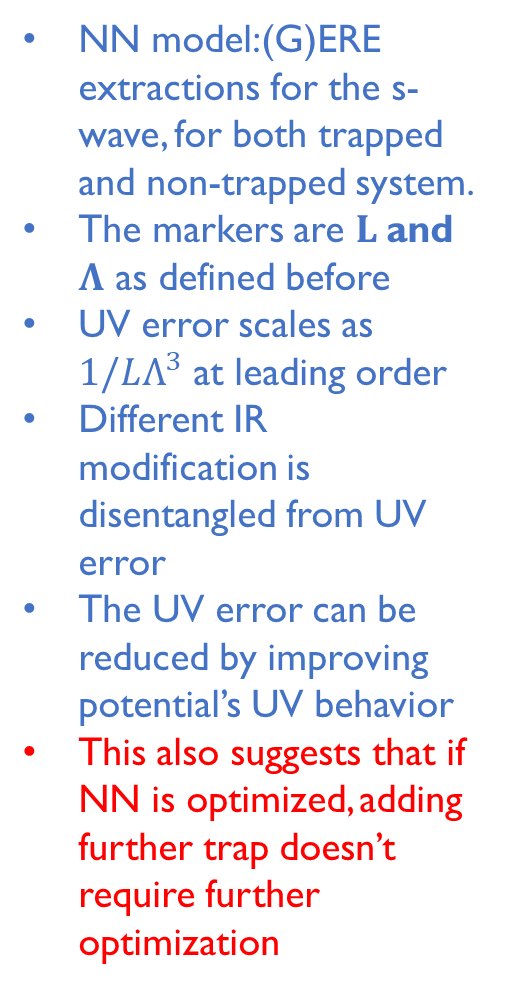 • NN model:(G)ERE
extractions for the s-
wave, for both trapped
and non-trapped system.
• The markers are L and
Λ as defined before
• UV error scales as
1/LΛ³ at leading order
• Different IR
modification is
disentangled from UV
error
• The UV error can be
reduced by improving
potential’s UV behavior
• This also suggests that if
NN is optimized, adding
further trap doesn’t
require further
optimization